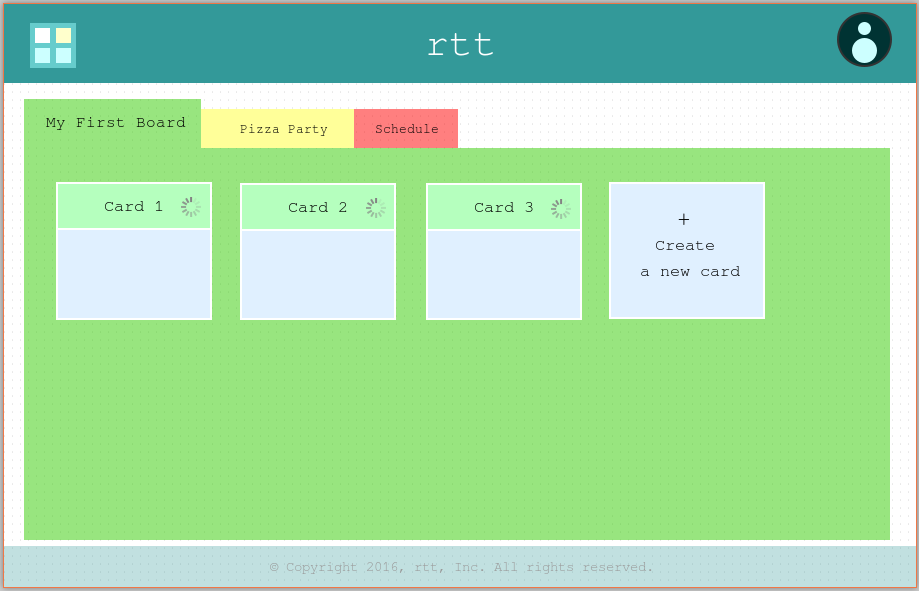 rtt
My First Board
Pizza Party
Schedule
Card 1
Card 2
Card 3
+
Create
a new card
© Copyright 2016, rtt, Inc. All rights reserved.